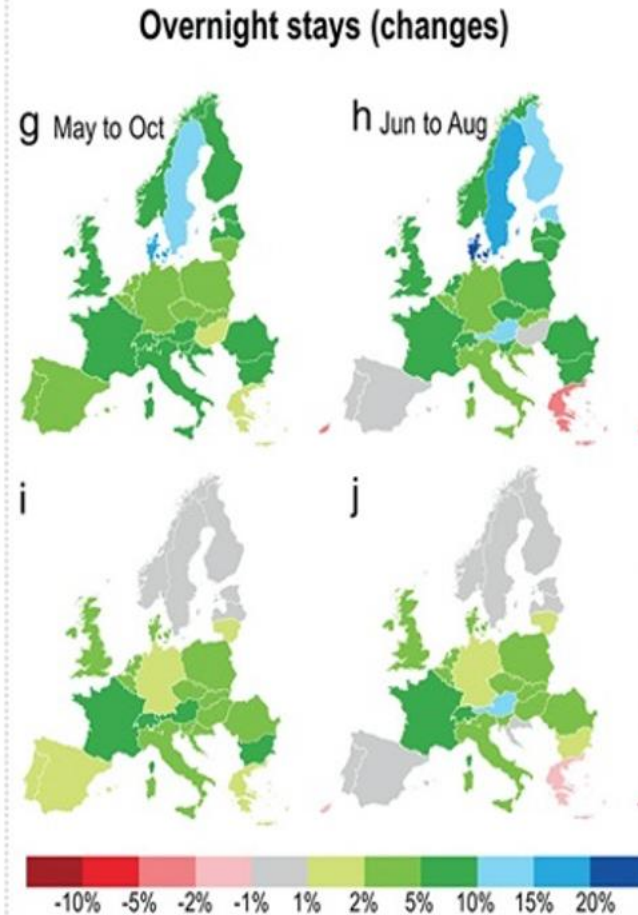 Overnight stays (changes)
g May to Oct
h Jun to Aug
i
j
-10% -5% -2% -1% 1% 2% 5% 10% 15% 20%